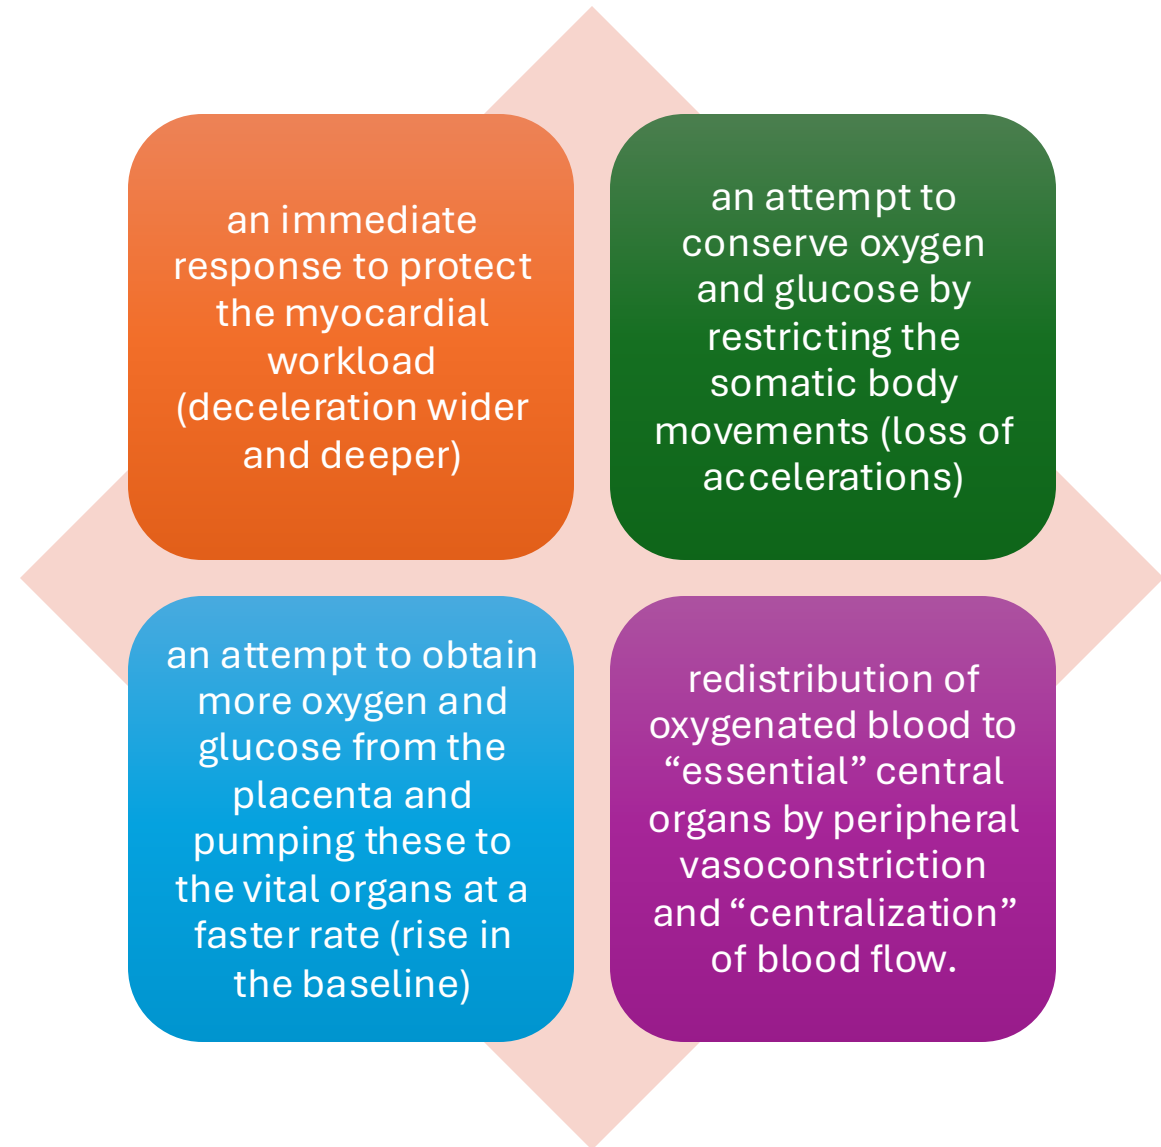 an immediate
response to protect
the myocardial
workload
(deceleration wider
and deeper)
an attempt to
conserve oxygen
and glucose by
restricting the
somatic body
movements (loss of
accelerations)
an attempt to obtain
more oxygen and
glucose from the
placenta and
pumping these to
the vital organs at a
faster rate (rise in
the baseline)
redistribution of
oxygenated blood to
“essential” central
organs by peripheral
vasoconstriction
and “centralization”
of blood flow.